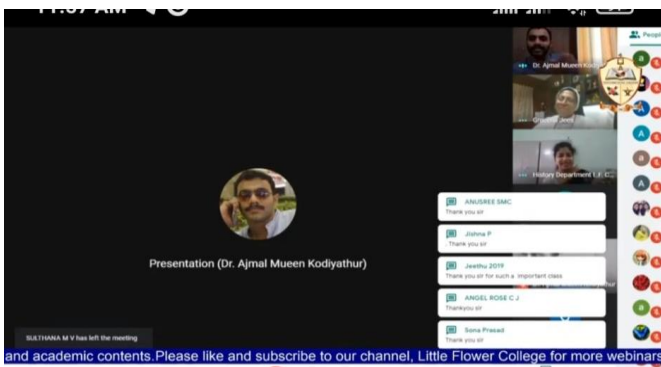 11:37 AM
Peopl
Dr. Ajmal Mueen Kodiyathur
History Department L. F. C...
ANUSREE SMC
Thank you sir
Jishna P
Thank you sir
Presentation (Dr. Ajmal Mueen Kodiyathur)
Jeethu 2019
Thank you sir for such a important class
ANGEL ROSE C J
Thankyou sir
Sona Prasad
Thank you sir
SULTHANA M V has left the meeting
and academic contents.Please like and subscribe to our channel, Little Flower College for more webinars